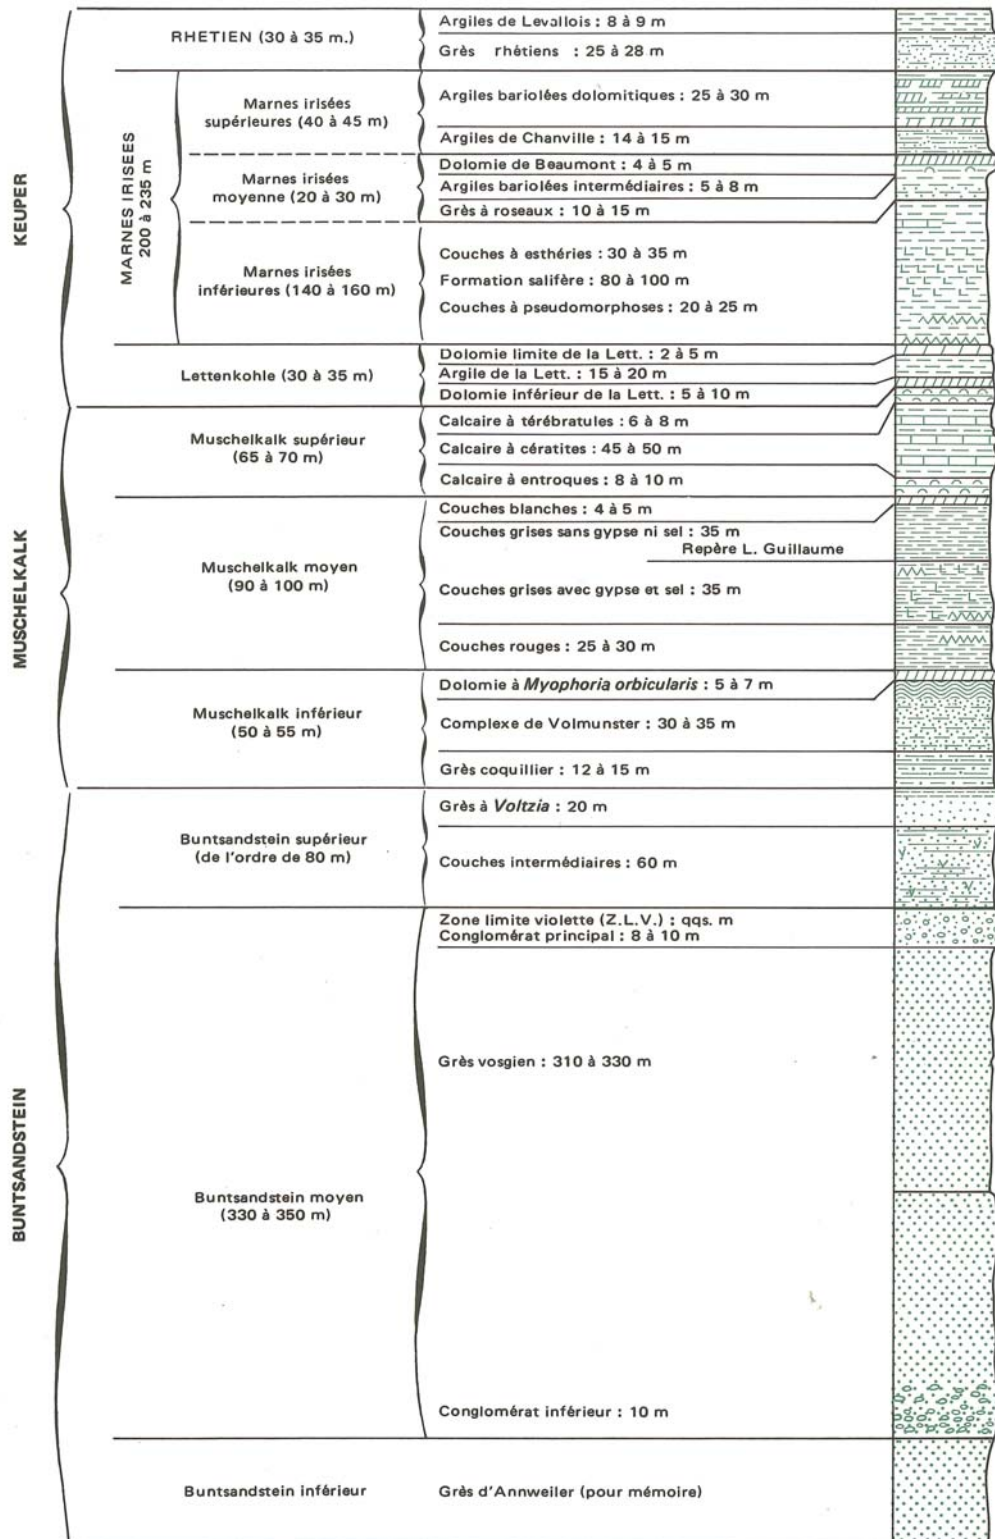 KEUPER
RHETIEN (30 à 35 m.)
Argiles de Levallois : 8 à 9 m
Grès rhétiens : 25 à 28 m
MARNES IRISEES
200 à 235 m
Marnes irisées
supérieures (40 à 45 m)
Argiles bariolées dolomitiques : 25 à 30 m
Argiles de Chanville : 14 à 15 m
Marnes irisées
moyenne (20 à 30 m)
Dolomie de Beaumont : 4 à 5 m
Argiles bariolées intermédiaires : 5 à 8 m
Grès à roseaux : 10 à 15 m
Marnes irisées
inférieures (140 à 160 m)
Couches à esthéries : 30 à 35 m
Formation salifère : 80 à 100 m
Couches à pseudomorphoses : 20 à 25 m
Lettenkohle (30 à 35 m)
Dolomie limite de la Lett. : 2 à 5 m
Argile de la Lett. : 15 à 20 m
Dolomie inférieur de la Lett. : 5 à 10 m
MUSCHELKALK
Muschelkalk supérieur
(65 à 70 m)
Calcaire à térébratules : 6 à 8 m
Calcaire à cératites : 45 à 50 m
Calcaire à entroques : 8 à 10 m
Muschelkalk moyen
(90 à 100 m)
Couches blanches : 4 à 5 m
Couches grises sans gypse ni sel : 35 m
Repère L. Guillaume
Couches grises avec gypse et sel : 35 m
Couches rouges : 25 à 30 m
Muschelkalk inférieur
(50 à 55 m)
Dolomie à Myophoria orbicularis : 5 à 7 m
Complexe de Volmunster : 30 à 35 m
Grès coquillier : 12 à 15 m
BUNTSANDSTEIN
Buntsandstein supérieur
(de l'ordre de 80 m)
Grès à Voltzia : 20 m
Couches intermédiaires : 60 m
Buntsandstein moyen
(330 à 350 m)
Zone limite violette (Z.L.V.) : qqs. m
Conglomérat principal : 8 à 10 m
Grès vosgien : 310 à 330 m
Conglomérat inférieur : 10 m
Buntsandstein inférieur
Grès d'Annweiler (pour mémoire)